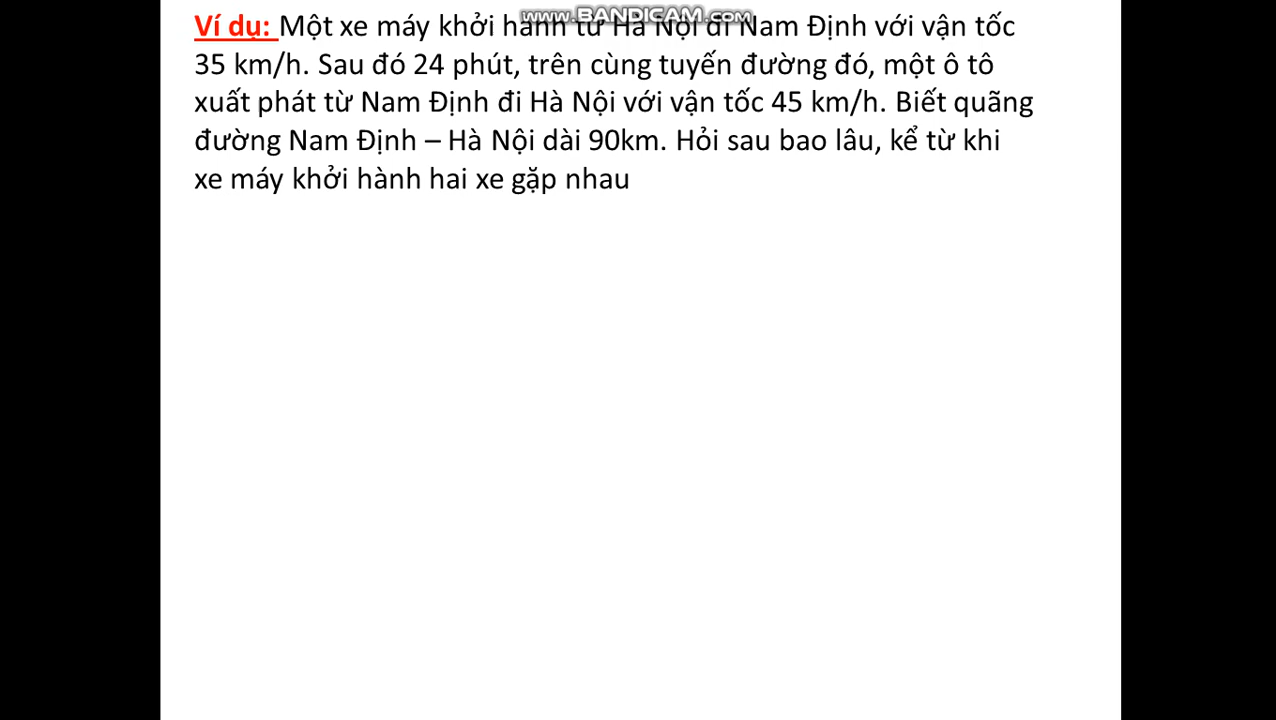 www.BANDICAM.com
Ví dụ: Một xe máy khởi hành từ Hà Nội đi Nam Định với vận tốc
35 km/h. Sau đó 24 phút, trên cùng tuyến đường đó, một ô tô
xuất phát từ Nam Định đi Hà Nội với vận tốc 45 km/h. Biết quãng
đường Nam Định – Hà Nội dài 90km. Hỏi sau bao lâu, kể từ khi
xe máy khởi hành hai xe gặp nhau